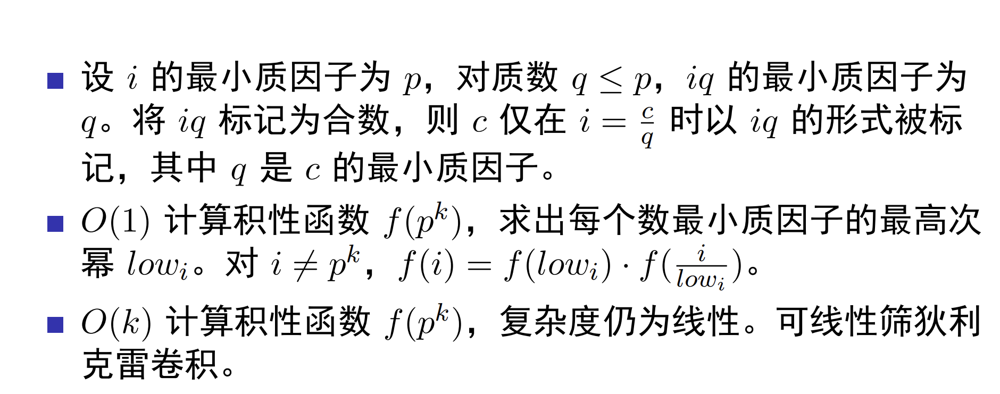 设 i 的最小质因子为 p，对质数 q ≤ p，iq 的最小质因子为
q。将 iq 标记为合数，则 c 仅在 i = \frac{c}{q} 时以 iq 的形式被标
记，其中 q 是 c 的最小质因子。
O(1) 计算积性函数 f(p^k)，求出每个数最小质因子的最高次
幂 low_i。对 i ≠ p^k，f(i) = f(low_i) · f(\frac{i}{low_i})。
O(k) 计算积性函数 f(p^k)，复杂度仍为线性。可线性筛狄利
克雷卷积。